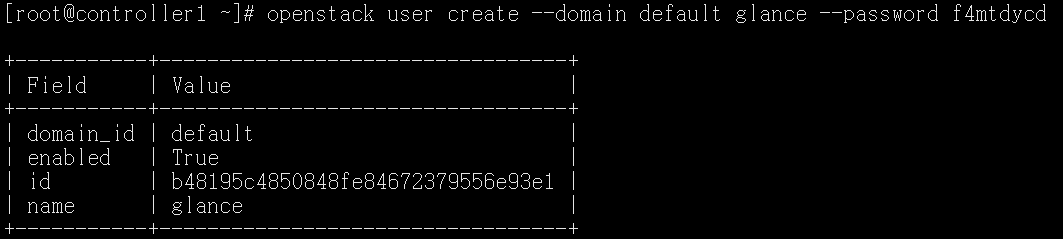 [root@controller1 ~]# openstack user create --domain default glance --password f4mtdycd
+-----------+----------------------------------+
| Field     | Value                            |
+-----------+----------------------------------+
| domain_id | default                          |
| enabled   | True                             |
| id        | b48195c4850848fe84672379556e93e1 |
| name      | glance                           |
+-----------+----------------------------------+